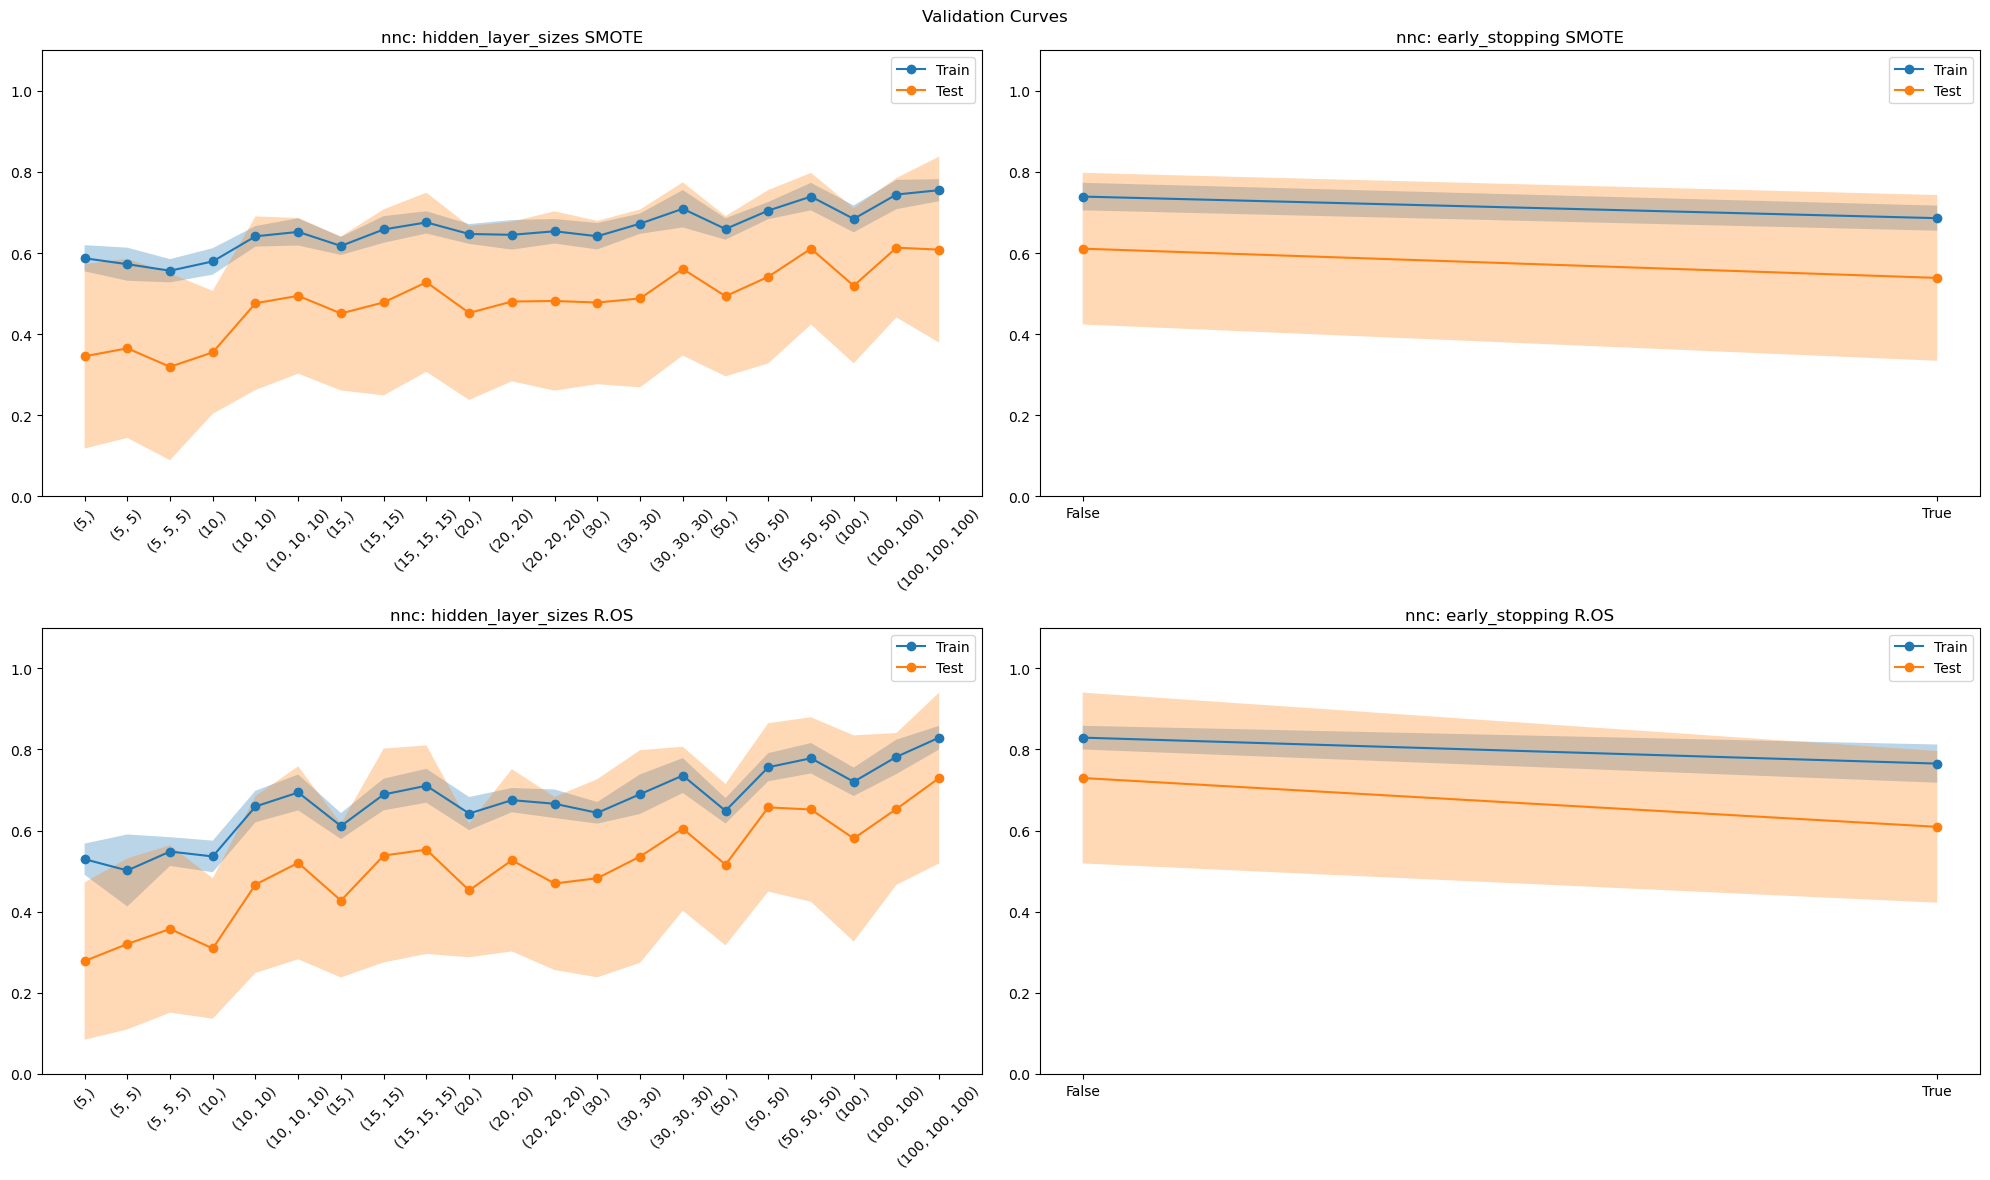 Validation Curves
nnc: hidden_layer_sizes SMOTE
Train
Test
1.0
0.8
0.6
0.4
0.2
0.0
(5,)
(5, 5)
(5, 5, 5)
(10,)
(10, 10)
(10, 10, 10)
(15,)
(15, 15)
(15, 15, 15)
(20,)
(20, 20)
(20, 20, 20)
(30,)
(30, 30)
(30, 30, 30)
(50,)
(50, 50)
(50, 50, 50)
(100,)
(100, 100)
(100, 100, 100)
nnc: early_stopping SMOTE
Train
Test
1.0
0.8
0.6
0.4
0.2
0.0
False
True
nnc: hidden_layer_sizes R.OS
Train
Test
1.0
0.8
0.6
0.4
0.2
0.0
(5,)
(5, 5)
(5, 5, 5)
(10,)
(10, 10)
(10, 10, 10)
(15,)
(15, 15)
(15, 15, 15)
(20,)
(20, 20)
(20, 20, 20)
(30,)
(30, 30)
(30, 30, 30)
(50,)
(50, 50)
(50, 50, 50)
(100,)
(100, 100)
(100, 100, 100)
nnc: early_stopping R.OS
Train
Test
1.0
0.8
0.6
0.4
0.2
0.0
False
True